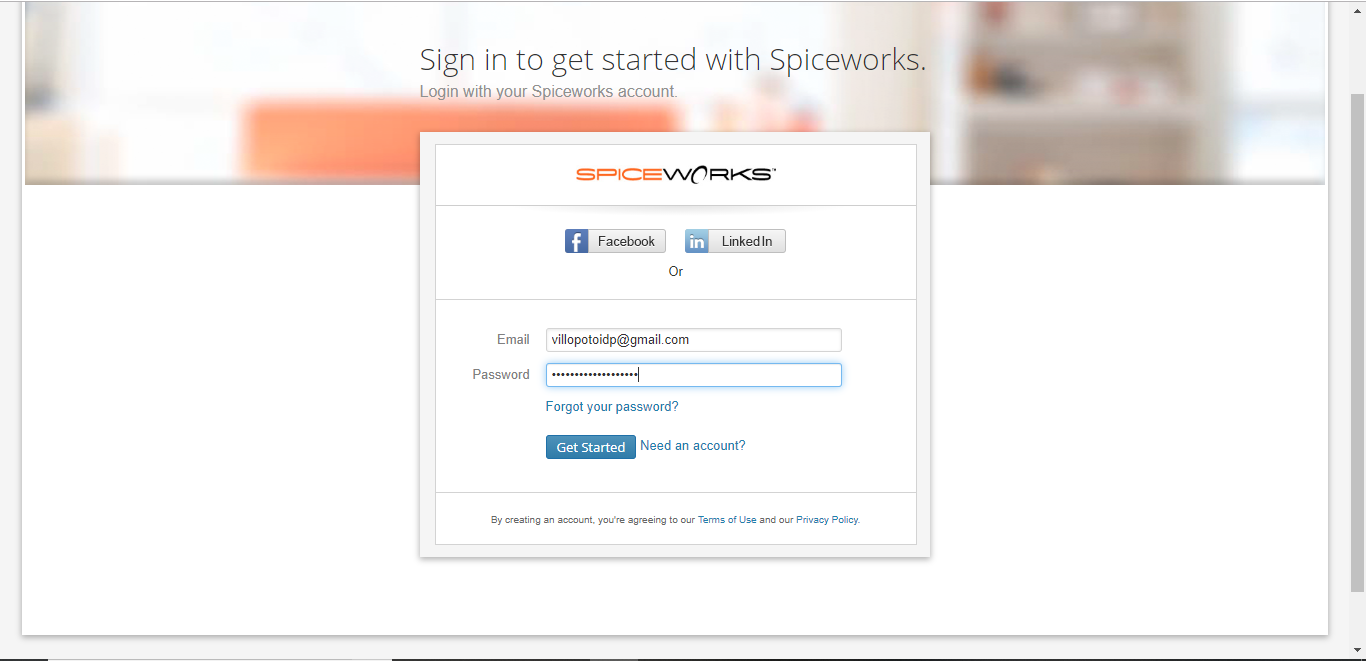 Sign in to get started with Spiceworks.
Login with your Spiceworks account.
SPICEWORKS™
f Facebook in LinkedIn
Or
Email villopotoidp@gmail.com
Password •••••••••••••••••••
Forgot your password?
Get Started Need an account?
By creating an account, you're agreeing to our Terms of Use and our Privacy Policy.